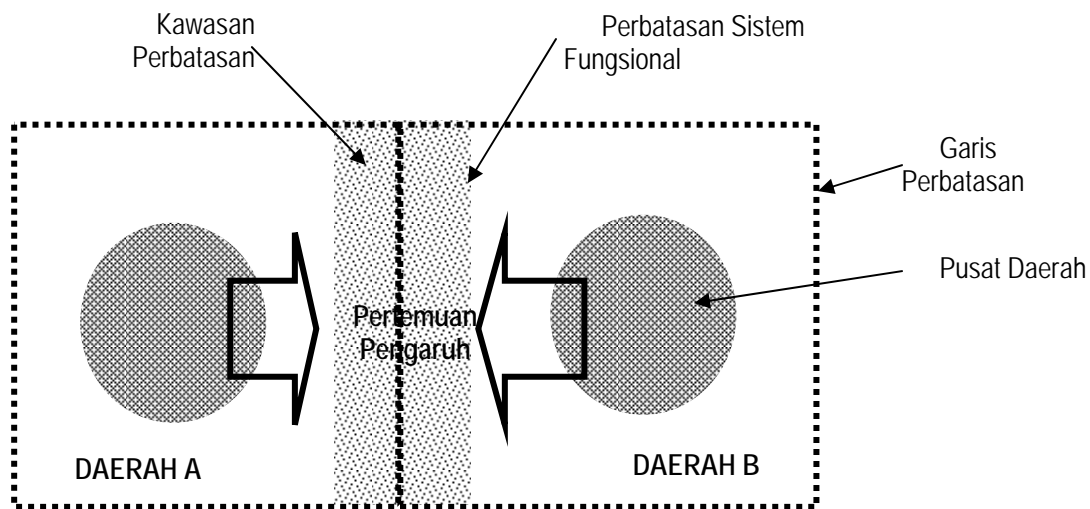 Kawasan
Perbatasan
Perbatasan Sistem
Fungsional
Garis
Perbatasan
Pusat Daerah
Pertemuan
Pengaruh
DAERAH A
DAERAH B